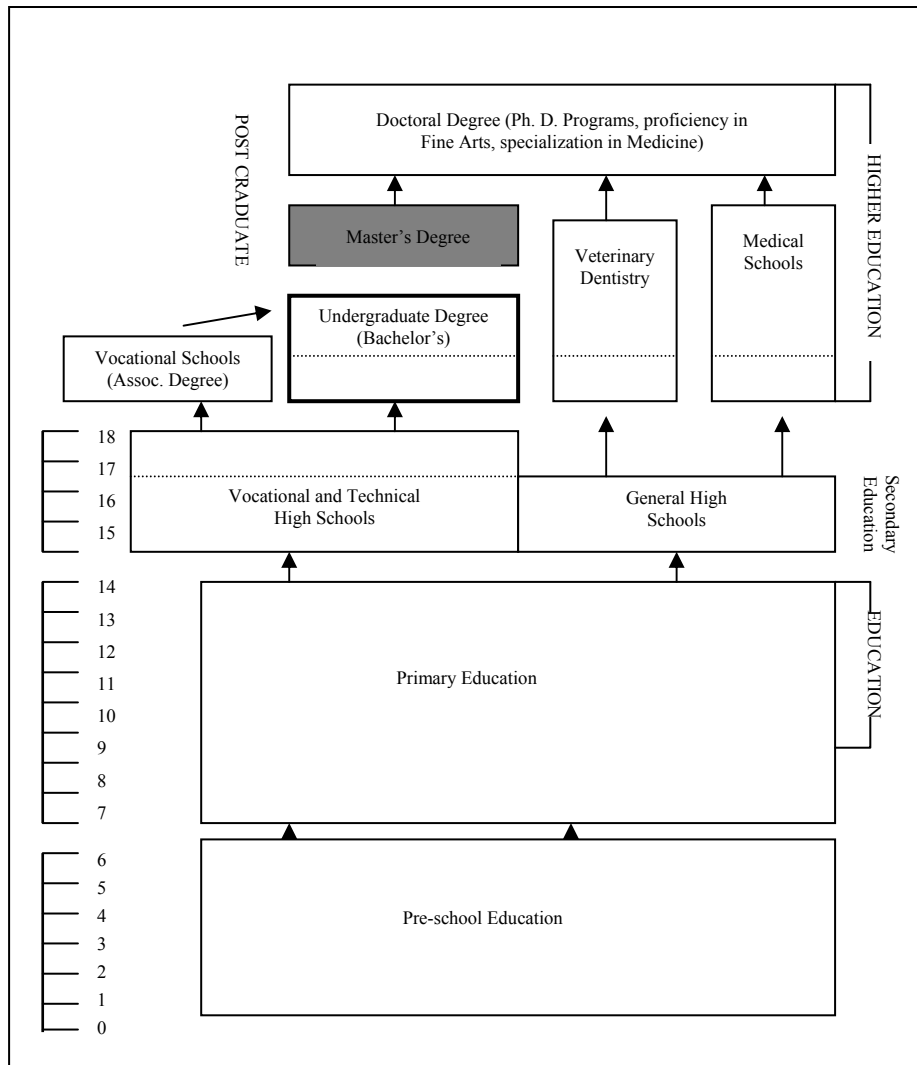 Doctoral Degree (Ph. D. Programs, proficiency in
Fine Arts, specialization in Medicine)
POST CRADUATE
HIGHER EDUCATION
Master's Degree
Veterinary
Dentistry
Medical
Schools
Undergraduate Degree
(Bachelor's)
Vocational Schools
(Assoc. Degree)
18
17
16
15
Vocational and Technical
High Schools
General High
Schools
Secondary
Education
14
13
12
11
10
9
8
7
Primary Education
EDUCATION
6
5
4
3
2
1
0
Pre-school Education